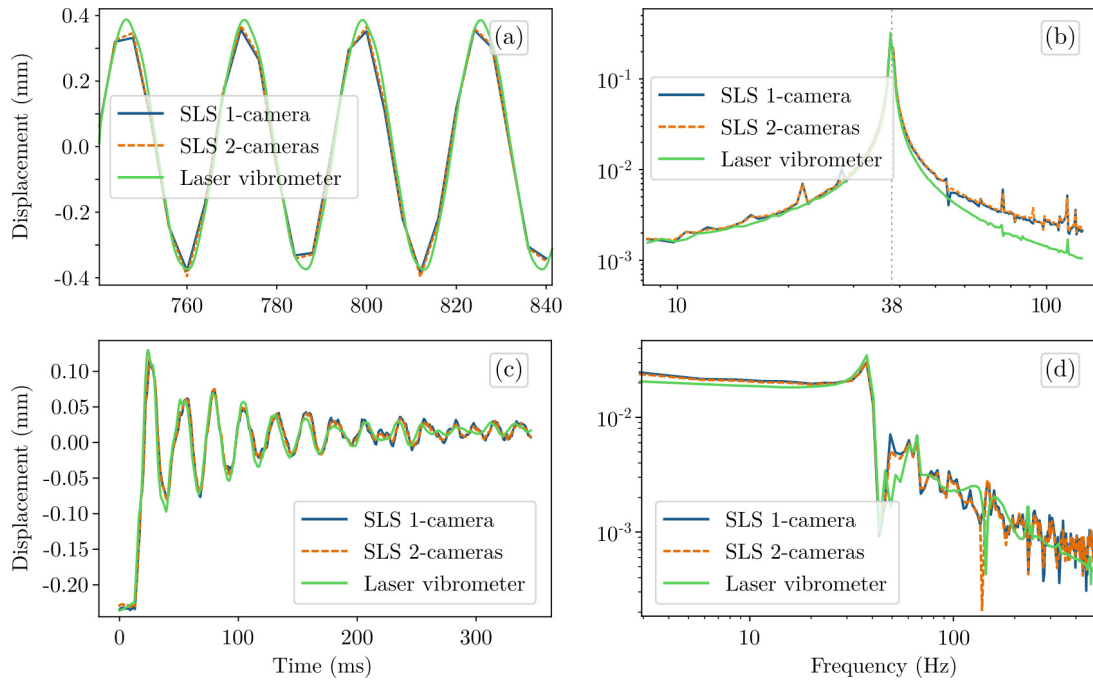 0.4
0.2
0.0
-0.2
-0.4
Displacement (mm)
(a)
SLS 1-camera
SLS 2-cameras
Laser vibrometer
760
780
800
820
840
10⁻¹
10⁻²
10⁻³
(b)
SLS 1-camera
SLS 2-cameras
Laser vibrometer
10
38
100
0.10
0.05
0.00
-0.05
-0.10
-0.15
-0.20
Displacement (mm)
(c)
SLS 1-camera
SLS 2-cameras
Laser vibrometer
0
100
200
300
Time (ms)
10⁻²
10⁻³
(d)
SLS 1-camera
SLS 2-cameras
Laser vibrometer
10
100
Frequency (Hz)